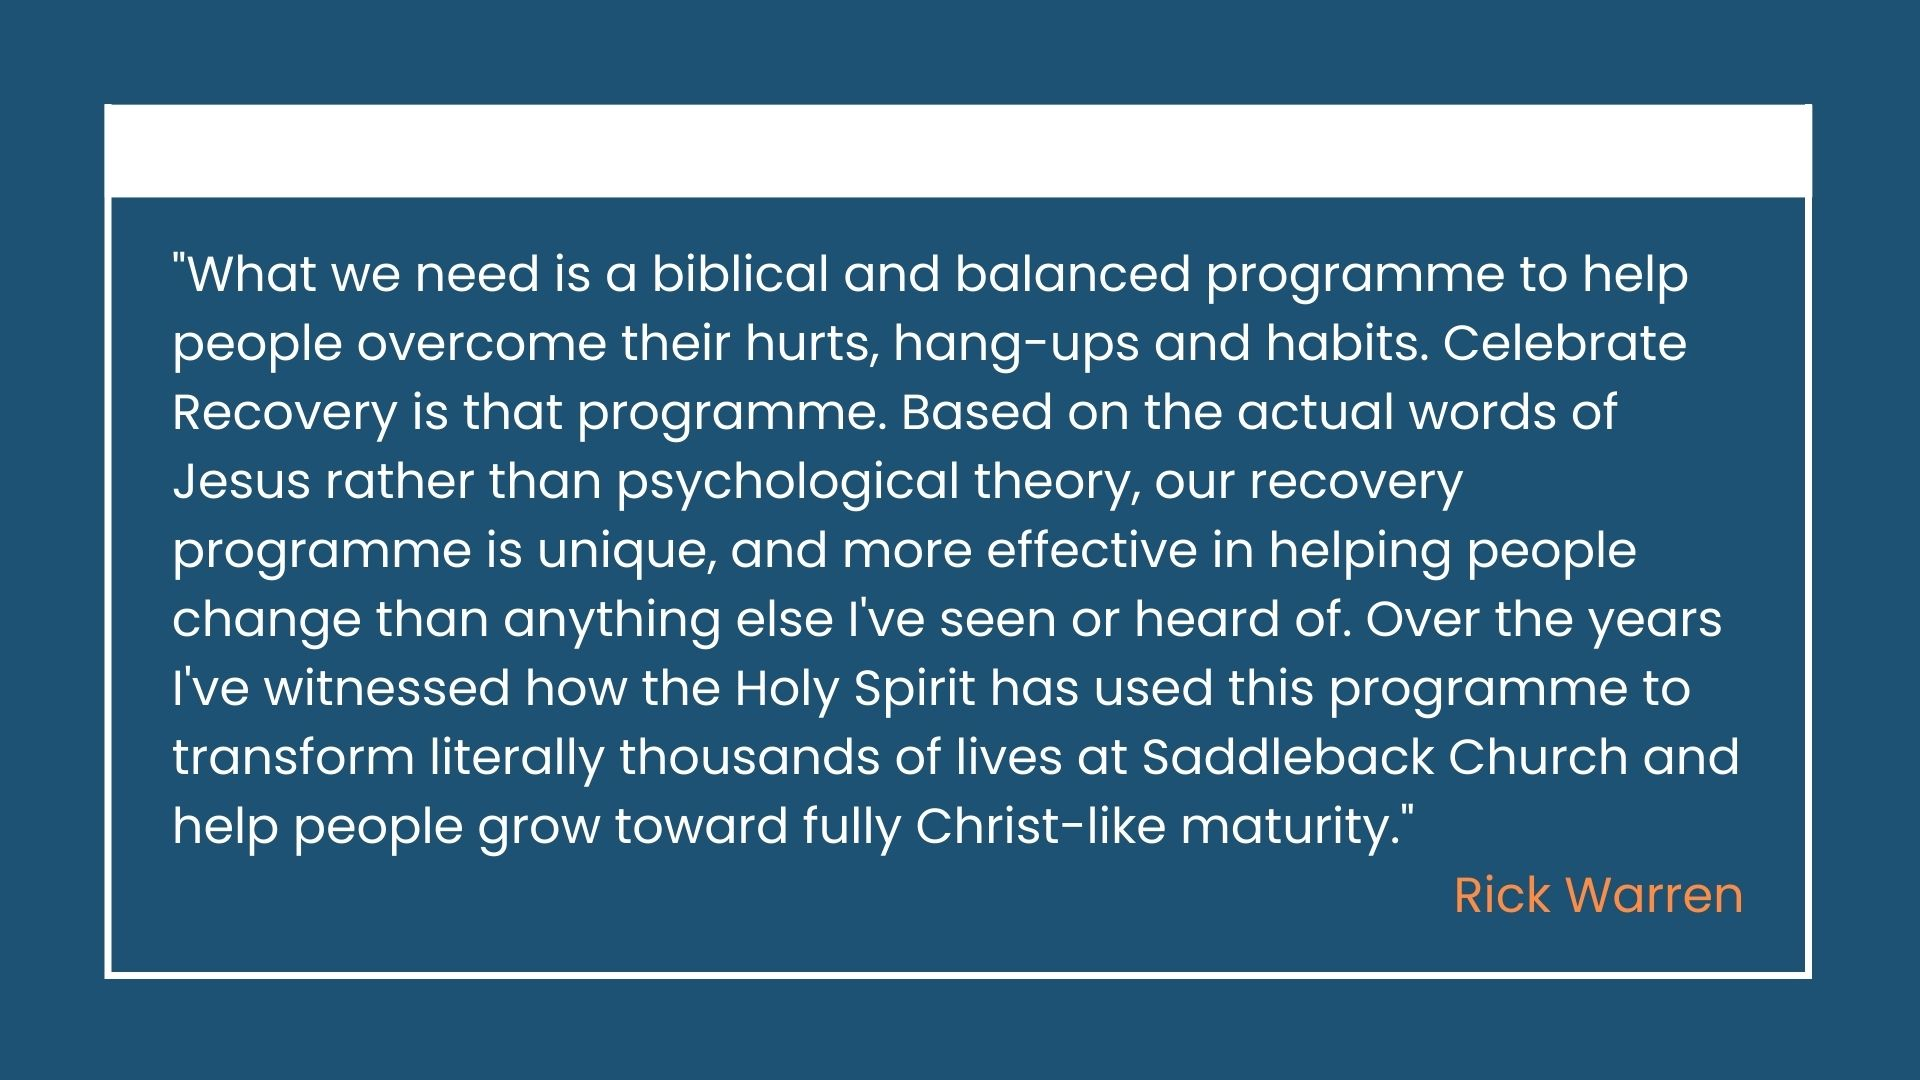 "What we need is a biblical and balanced programme to help
people overcome their hurts, hang-ups and habits. Celebrate
Recovery is that programme. Based on the actual words of
Jesus rather than psychological theory, our recovery
programme is unique, and more effective in helping people
change than anything else I've seen or heard of. Over the years
I've witnessed how the Holy Spirit has used this programme to
transform literally thousands of lives at Saddleback Church and
help people grow toward fully Christ-like maturity."
Rick Warren